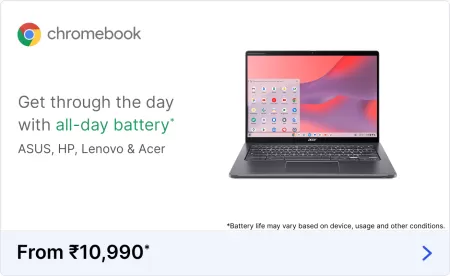 chromebook
Get through the day
with all-day battery*
ASUS, HP, Lenovo & Acer
acer
*Battery life may vary based on device, usage and other conditions.
From ₹10,990*